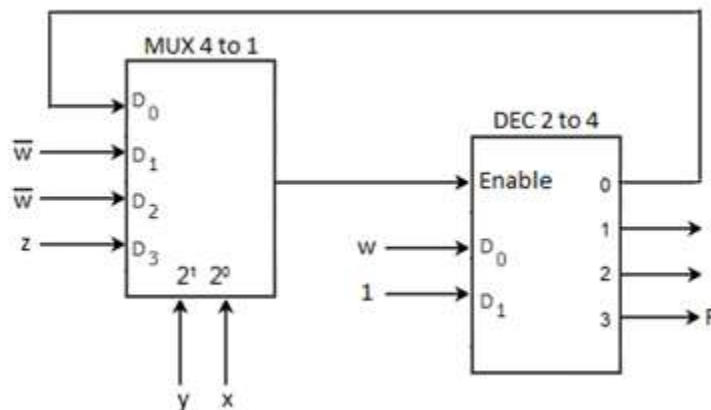 MUX 4 to 1
D0
w̅
D1
w̅
D2
z
D3
2¹ 2⁰
y x
DEC 2 to 4
Enable 0
1
w
D0
2
1
D1
3
F